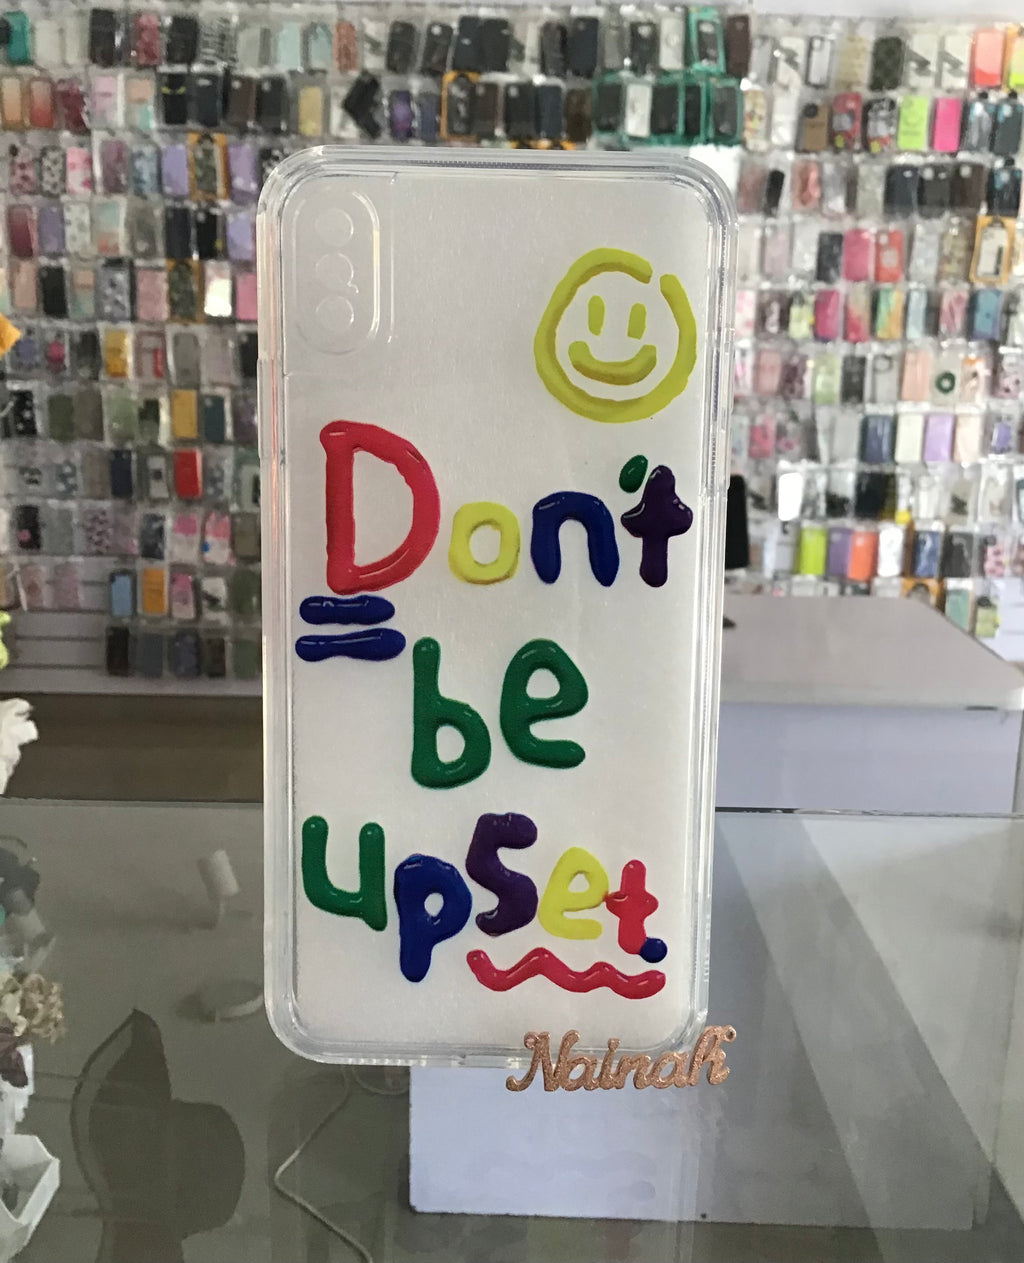 Don't
be
upset.
Nainah